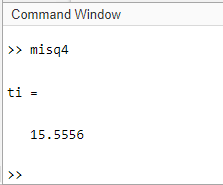 Command Window
>> misq4
ti =
15.5556
>>